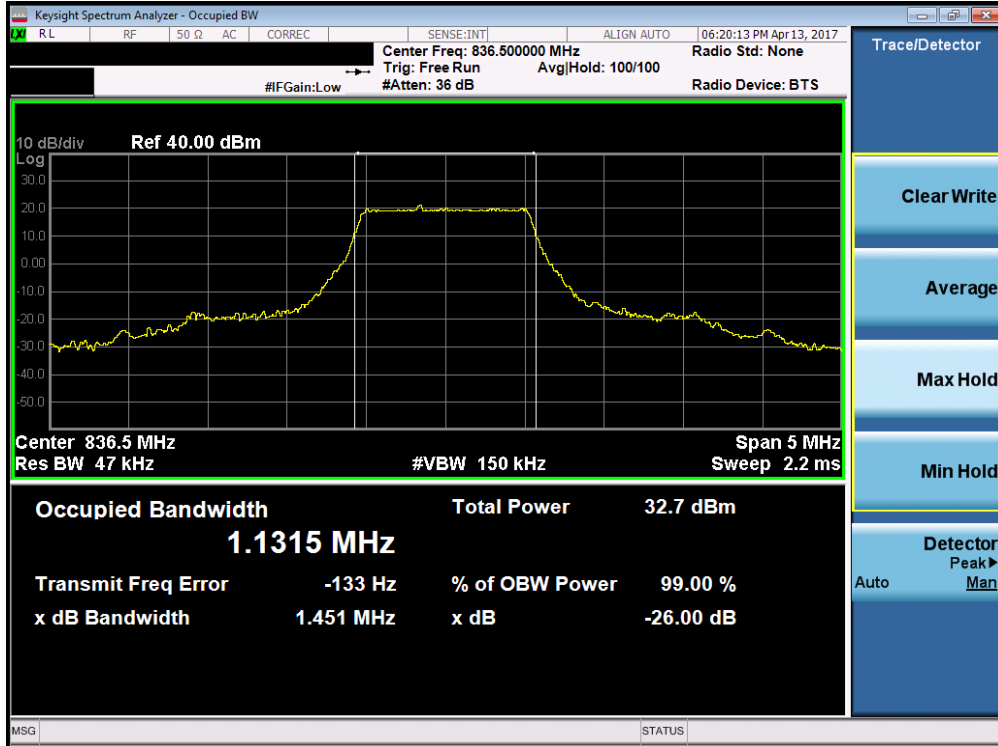 Keysight Spectrum Analyzer - Occupied BW
LXI RL RF 50 Ω AC CORREC SENSE:INT ALIGN AUTO 06:20:13 PM Apr 13, 2017
Center Freq: 836.500000 MHz Radio Std: None
Trig: Free Run Avg|Hold: 100/100
#IFGain:Low #Atten: 36 dB Radio Device: BTS
Trace/Detector
10 dB/div Ref 40.00 dBm
Log
30.0
20.0
10.0
0.00
-10.0
-20.0
-30.0
-40.0
-50.0
Center 836.5 MHz Span 5 MHz
Res BW 47 kHz #VBW 150 kHz Sweep 2.2 ms
Occupied Bandwidth Total Power 32.7 dBm
1.1315 MHz
Transmit Freq Error -133 Hz % of OBW Power 99.00 %
x dB Bandwidth 1.451 MHz x dB -26.00 dB
Clear Write
Average
Max Hold
Min Hold
Detector
Peak▶
Auto Man
MSG STATUS